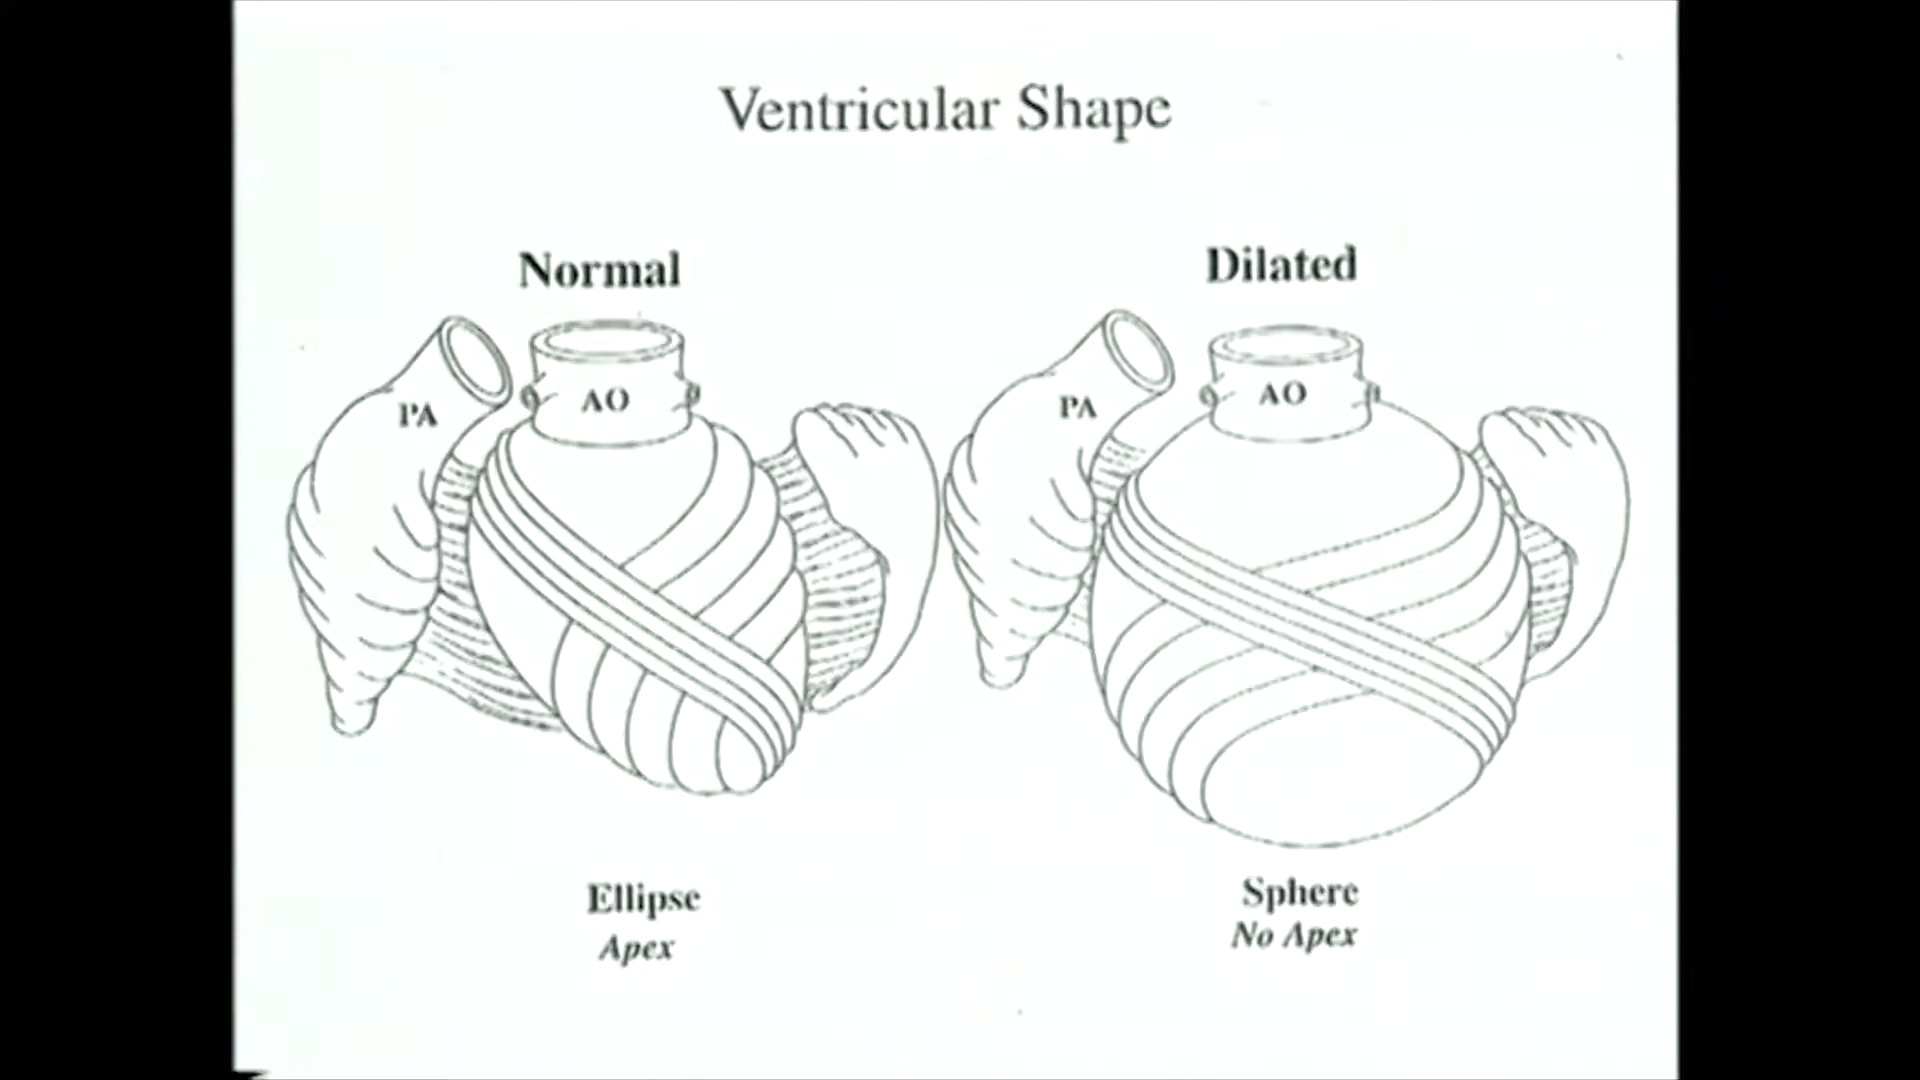 Ventricular Shape
Normal
Dilated
PA
AO
PA
AO
Ellipse
Apex
Sphere
No Apex